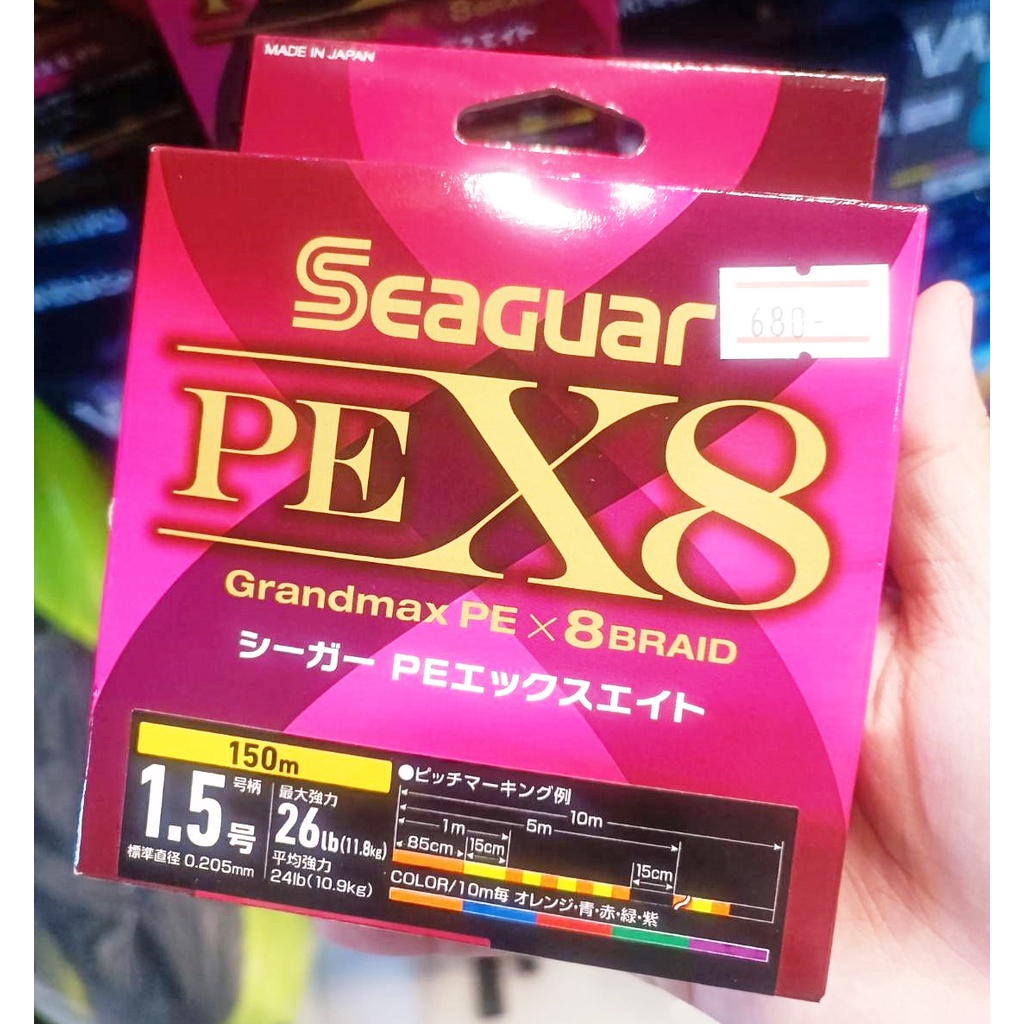 MADE IN JAPAN
SEAGUAR
680-
PE X8
Grandmax PE × 8 BRAID
シーガー PEエックスエイト
150m
1.5号
号柄
標準直径 0.205mm
最大強力
26lb(11.8kg)
平均強力
24lb(10.9kg)
●ピッチマーキング例
10m
1m
5m
85cm
15cm
15cm
COLOR/10m毎 オレンジ・青・赤・緑・紫